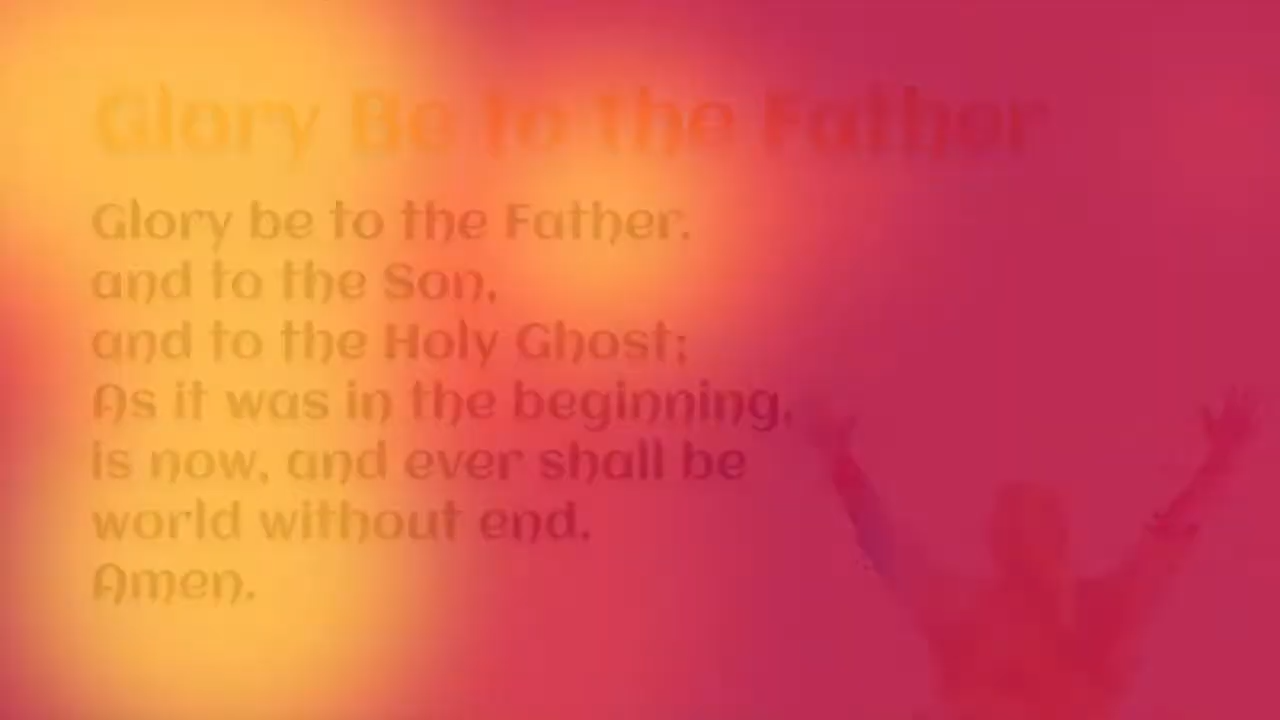 Glory Be to the Father
Glory be to the Father,
and to the Son,
and to the Holy Ghost;
As it was in the beginning,
is now, and ever shall be
world without end.
Amen.